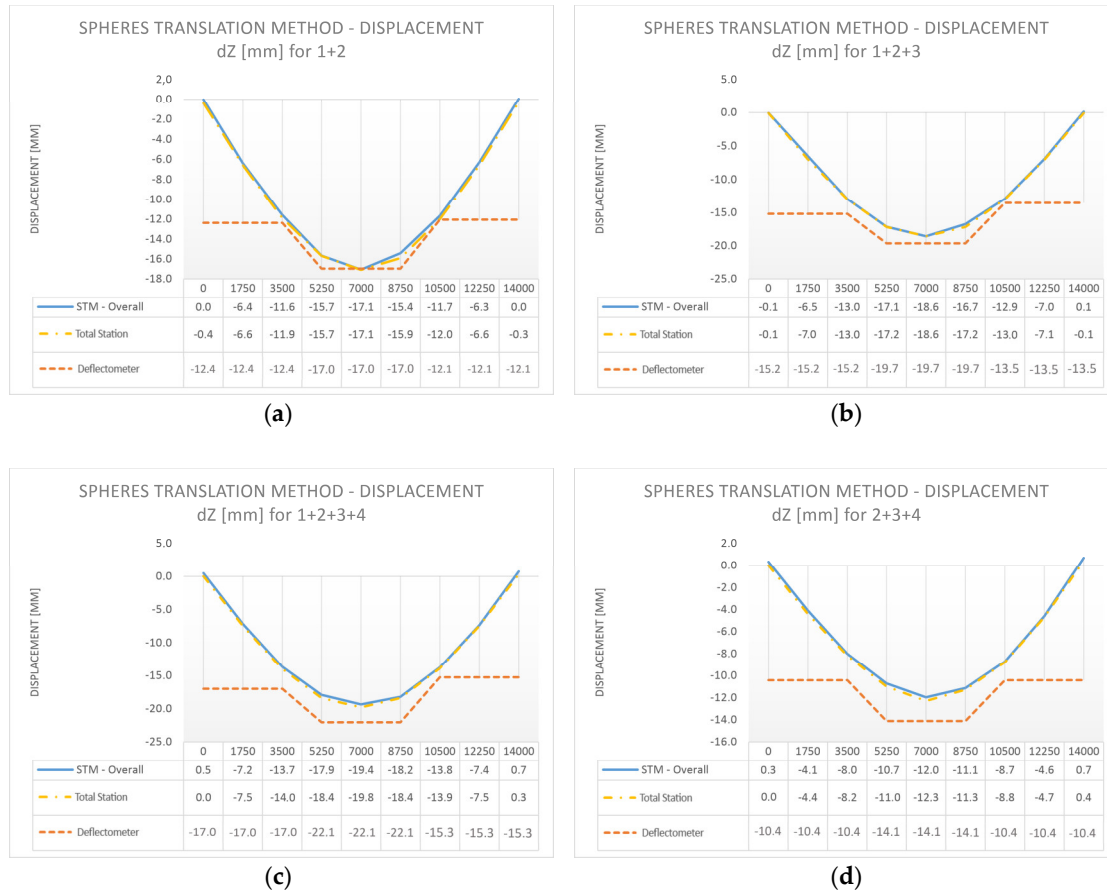 SPHERES TRANSLATION METHOD - DISPLACEMENT
dZ [mm] for 1+2
DISPLACEMENT [MM]
2,0
0.0
-2.0
-4.0
-6.0
-8.0
-10.0
-12.0
-14.0
-16.0
-18.0
0 1750 3500 5250 7000 8750 10500 12250 14000
STM - Overall 0.0 -6.4 -11.6 -15.7 -17.1 -15.4 -11.7 -6.3 0.0
Total Station -0.4 -6.6 -11.9 -15.7 -17.1 -15.9 -12.0 -6.6 -0.3
Deflectometer -12.4 -12.4 -12.4 -17.0 -17.0 -17.0 -12.1 -12.1 -12.1
(a)
SPHERES TRANSLATION METHOD - DISPLACEMENT
dZ [mm] for 1+2+3
DISPLACEMENT [MM]
5.0
0.0
-5.0
-10.0
-15.0
-20.0
-25.0
0 1750 3500 5250 7000 8750 10500 12250 14000
STM - Overall -0.1 -6.5 -13.0 -17.1 -18.6 -16.7 -12.9 -7.0 0.1
Total Station -0.1 -7.0 -13.0 -17.2 -18.6 -17.2 -13.0 -7.1 -0.1
Deflectometer -15.2 -15.2 -15.2 -19.7 -19.7 -19.7 -13.5 -13.5 -13.5
(b)
SPHERES TRANSLATION METHOD - DISPLACEMENT
dZ [mm] for 1+2+3+4
DISPLACEMENT [MM]
5.0
0.0
-5.0
-10.0
-15.0
-20.0
-25.0
0 1750 3500 5250 7000 8750 10500 12250 14000
STM - Overall 0.5 -7.2 -13.7 -17.9 -19.4 -18.2 -13.8 -7.4 0.7
Total Station 0.0 -7.5 -14.0 -18.4 -19.8 -18.4 -13.9 -7.5 0.3
Deflectometer -17.0 -17.0 -17.0 -22.1 -22.1 -22.1 -15.3 -15.3 -15.3
(c)
SPHERES TRANSLATION METHOD - DISPLACEMENT
dZ [mm] for 2+3+4
DISPLACEMENT [MM]
2.0
0.0
-2.0
-4.0
-6.0
-8.0
-10.0
-12.0
-14.0
-16.0
0 1750 3500 5250 7000 8750 10500 12250 14000
STM - Overall 0.3 -4.1 -8.0 -10.7 -12.0 -11.1 -8.7 -4.6 0.7
Total Station 0.0 -4.4 -8.2 -11.0 -12.3 -11.3 -8.8 -4.7 0.4
Deflectometer -10.4 -10.4 -10.4 -14.1 -14.1 -14.1 -10.4 -10.4 -10.4
(d)